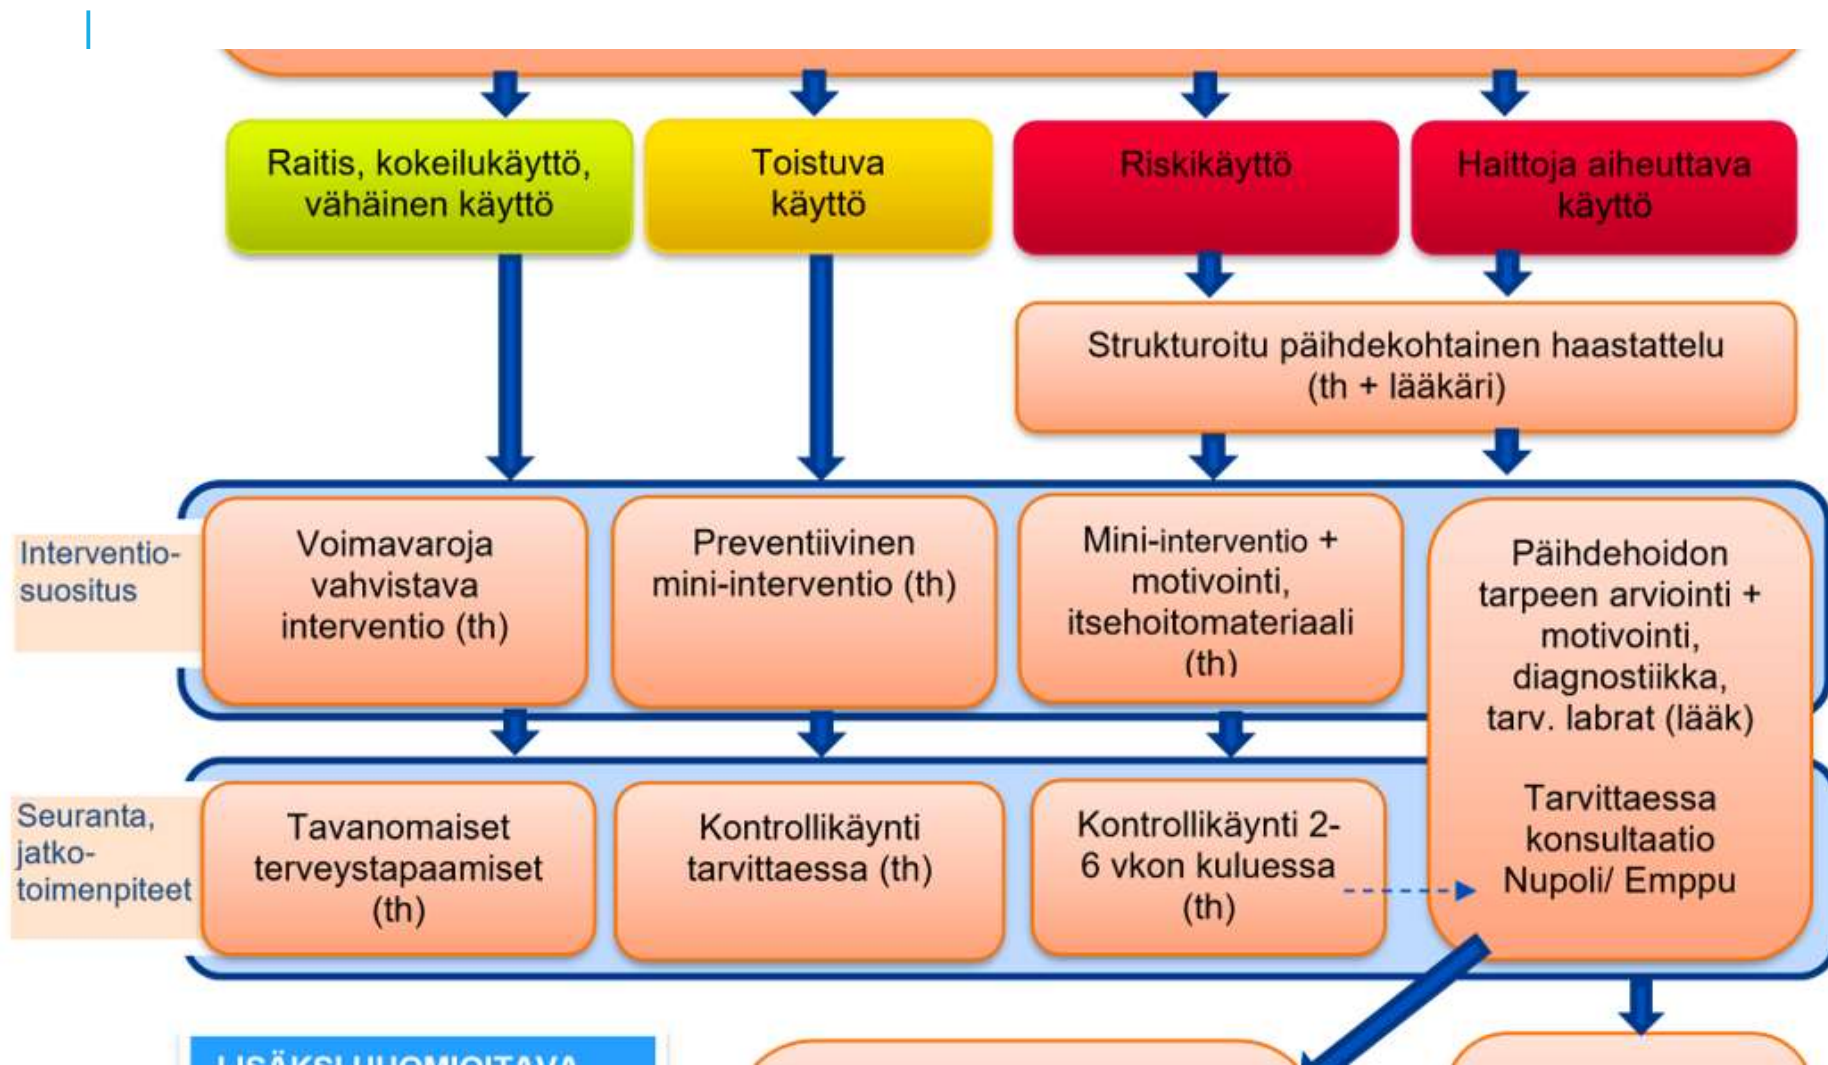 Raitis, kokeilukäyttö,
vähäinen käyttö
Toistuva
käyttö
Riskikäyttö
Haittoja aiheuttava
käyttö
Strukturoitu päihdekohtainen haastattelu
(th + lääkäri)
Interventio-
suositus
Voimavaroja
vahvistava
interventio (th)
Preventiivinen
mini-interventio (th)
Mini-interventio +
motivointi,
itsehoitomateriaali
(th)
Päihdehoidon
tarpeen arviointi +
motivointi,
diagnostiikka,
tarv. labrat (lääk)
Tarvittaessa
konsultaatio
Nupoli/ Emppu
Seuranta,
jatko-
toimenpiteet
Tavanomaiset
terveystapaamiset
(th)
Kontrollikäynti
tarvittaessa (th)
Kontrollikäynti 2-
6 vkon kuluessa
(th)
LISÄKSI HUOMIOITAVA